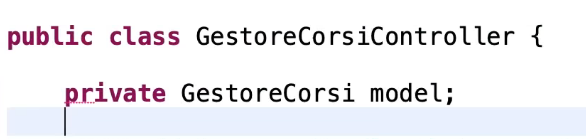 public class GestoreCorsiController {
private GestoreCorsi model;